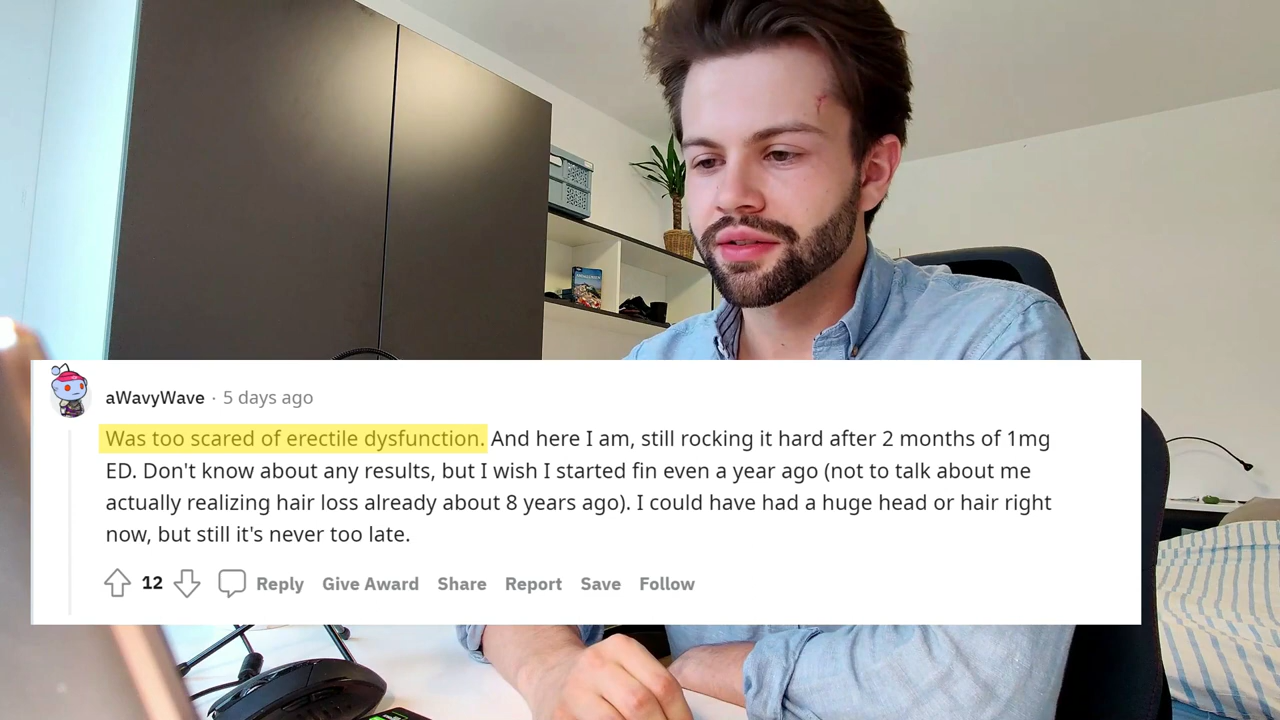 aWavyWave · 5 days ago
Was too scared of erectile dysfunction. And here I am, still rocking it hard after 2 months of 1mg
ED. Don't know about any results, but I wish I started fin even a year ago (not to talk about me
actually realizing hair loss already about 8 years ago). I could have had a huge head or hair right
now, but still it's never too late.
12 Reply Give Award Share Report Save Follow